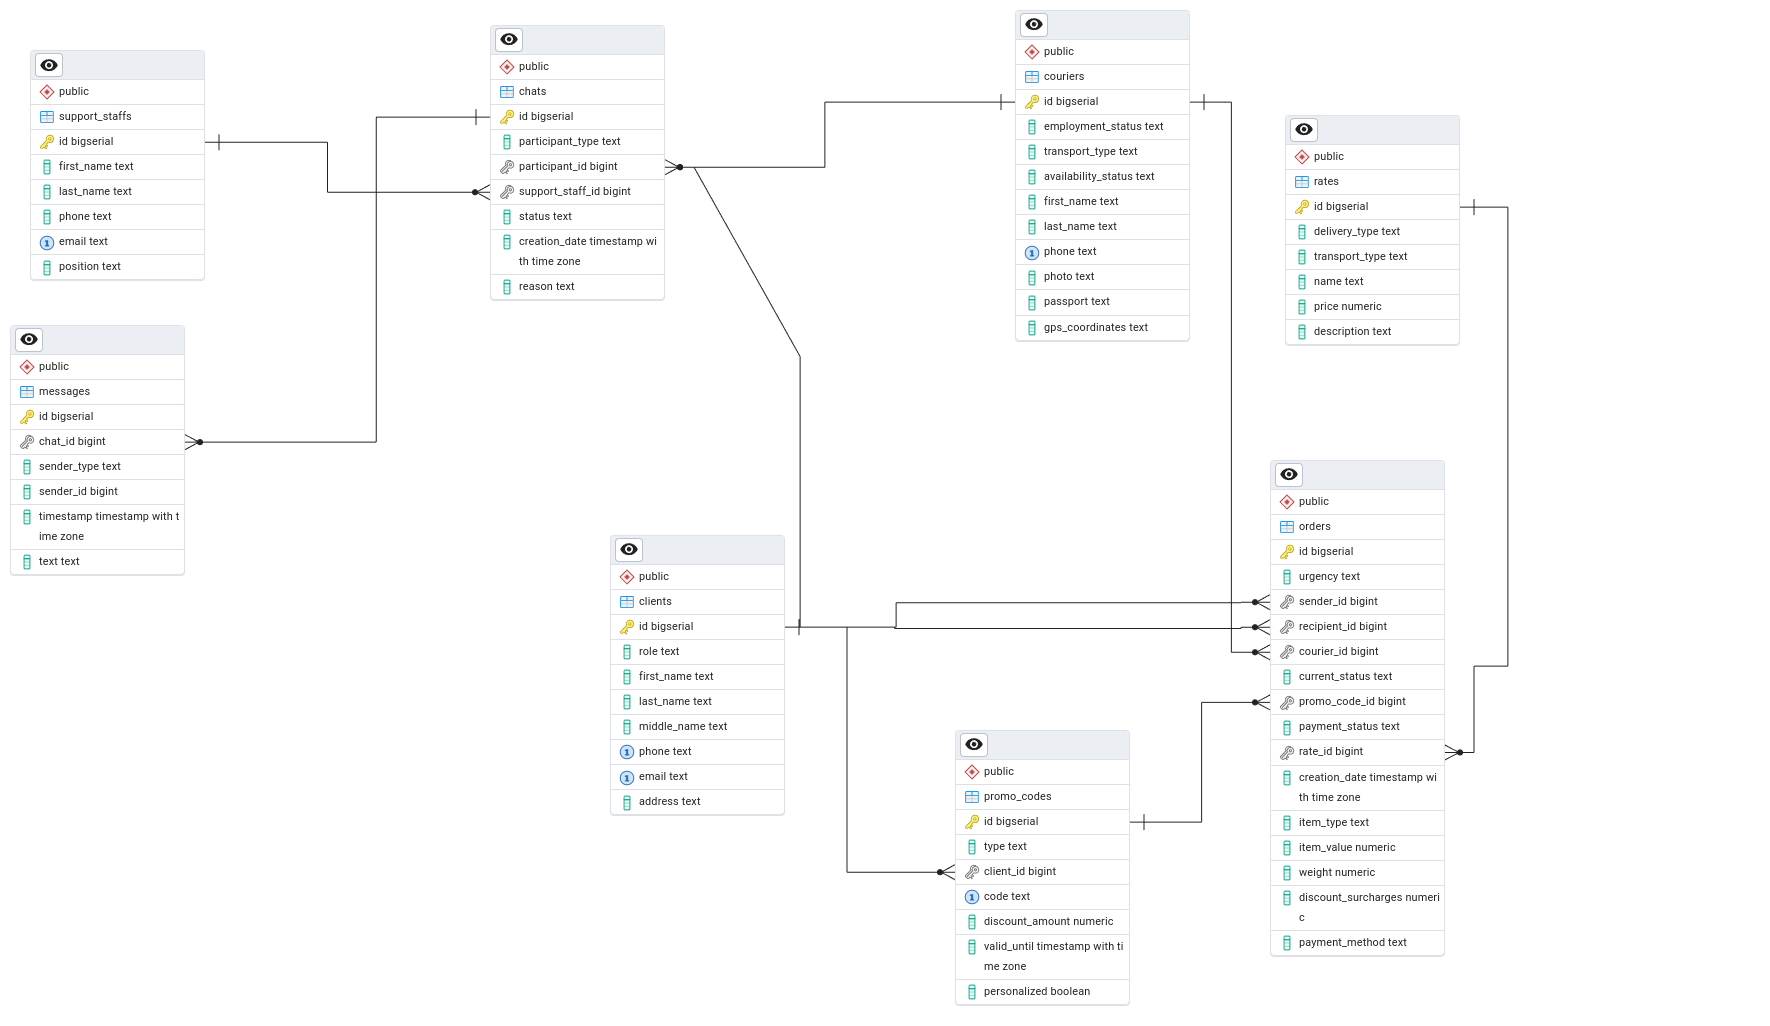 public
support_staffs
id bigserial
first_name text
last_name text
phone text
email text
position text
public
messages
id bigserial
chat_id bigint
sender_type text
sender_id bigint
timestamp timestamp with t
ime zone
text text
public
chats
id bigserial
participant_type text
participant_id bigint
support_staff_id bigint
status text
creation_date timestamp wi
th time zone
reason text
public
clients
id bigserial
role text
first_name text
last_name text
middle_name text
phone text
email text
address text
public
couriers
id bigserial
employment_status text
transport_type text
availability_status text
first_name text
last_name text
phone text
photo text
passport text
gps_coordinates text
public
promo_codes
id bigserial
type text
client_id bigint
code text
discount_amount numeric
valid_until timestamp with ti
me zone
personalized boolean
public
rates
id bigserial
delivery_type text
transport_type text
name text
price numeric
description text
public
orders
id bigserial
urgency text
sender_id bigint
recipient_id bigint
courier_id bigint
current_status text
promo_code_id bigint
payment_status text
rate_id bigint
creation_date timestamp wi
th time zone
item_type text
item_value numeric
weight numeric
discount_surcharges numeri
c
payment_method text